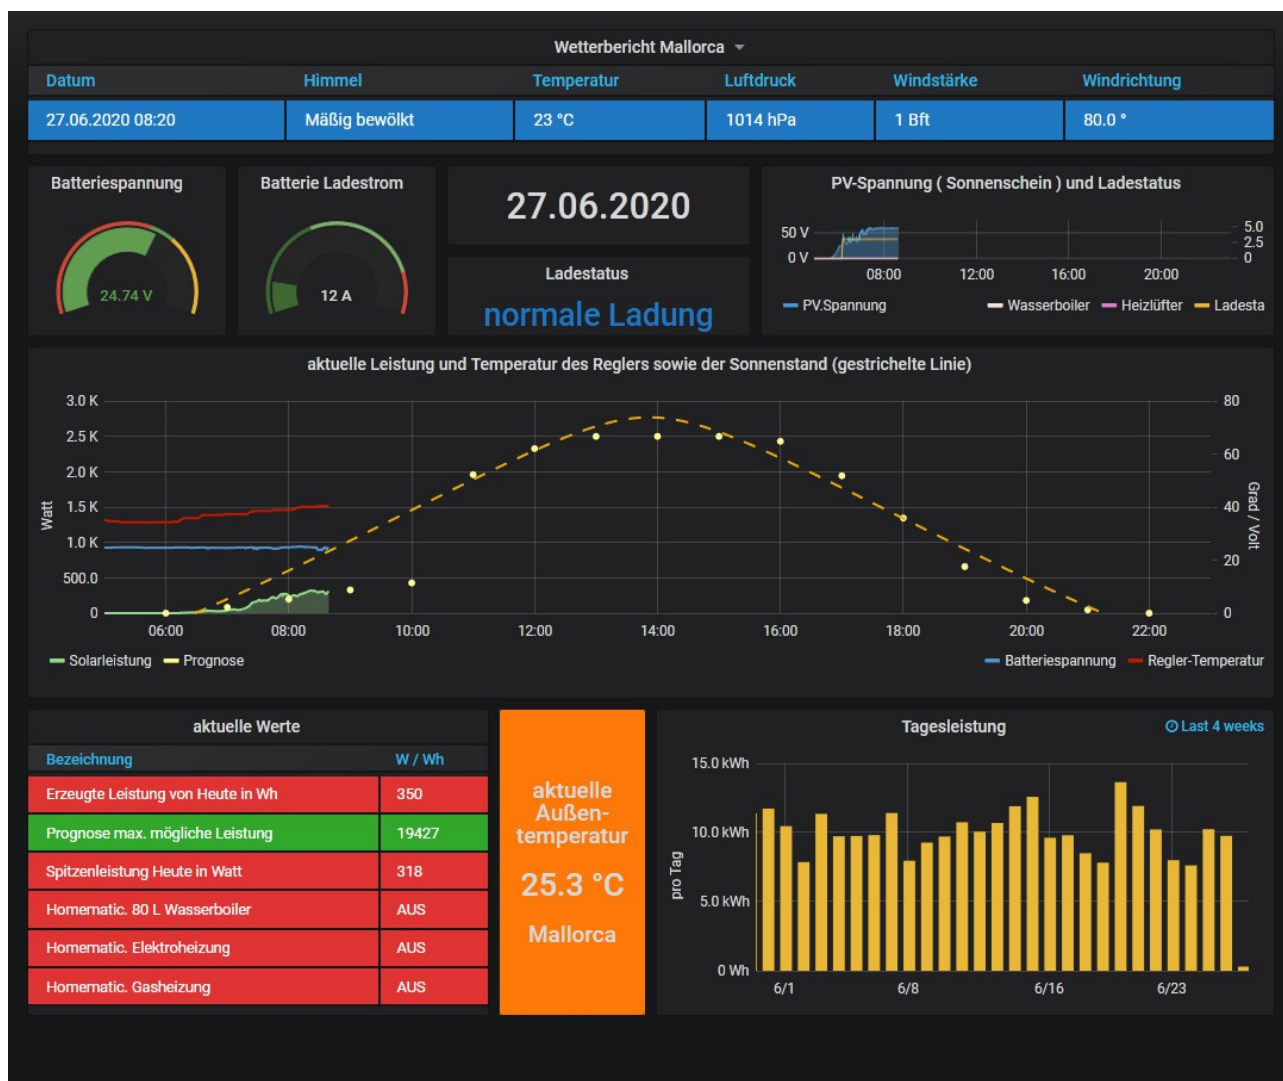 Wetterbericht Mallorca
Datum Himmel Temperatur Luftdruck Windstärke Windrichtung
27.06.2020 08:20 Mäßig bewölkt 23 °C 1014 hPa 1 Bft 80.0 °
Batteriespannung
24.74 V
Batterie Ladestrom
12 A
27.06.2020
Ladestatus
normale Ladung
PV-Spannung ( Sonnenschein ) und Ladestatus
50 V
0 V
5.0
2.5
0
08:00 12:00 16:00 20:00
PV.Spannung Wasserboiler Heizlüfter Ladesta
aktuelle Leistung und Temperatur des Reglers sowie der Sonnenstand (gestrichelte Linie)
Watt
3.0 K
2.5 K
2.0 K
1.5 K
1.0 K
500.0
0
80
60
40
20
0
Grad / Volt
06:00 08:00 10:00 12:00 14:00 16:00 18:00 20:00 22:00
Solarleistung Prognose Batteriespannung Regler-Temperatur
aktuelle Werte
Bezeichnung W / Wh
Erzeugte Leistung von Heute in Wh 350
Prognose max. mögliche Leistung 19427
Spitzenleistung Heute in Watt 318
Homematic. 80 L Wasserboiler AUS
Homematic. Elektroheizung AUS
Homematic. Gasheizung AUS
aktuelle
Außen-
temperatur
25.3 °C
Mallorca
Tagesleistung
Last 4 weeks
pro Tag
15.0 kWh
10.0 kWh
5.0 kWh
0 Wh
6/1 6/8 6/16 6/23